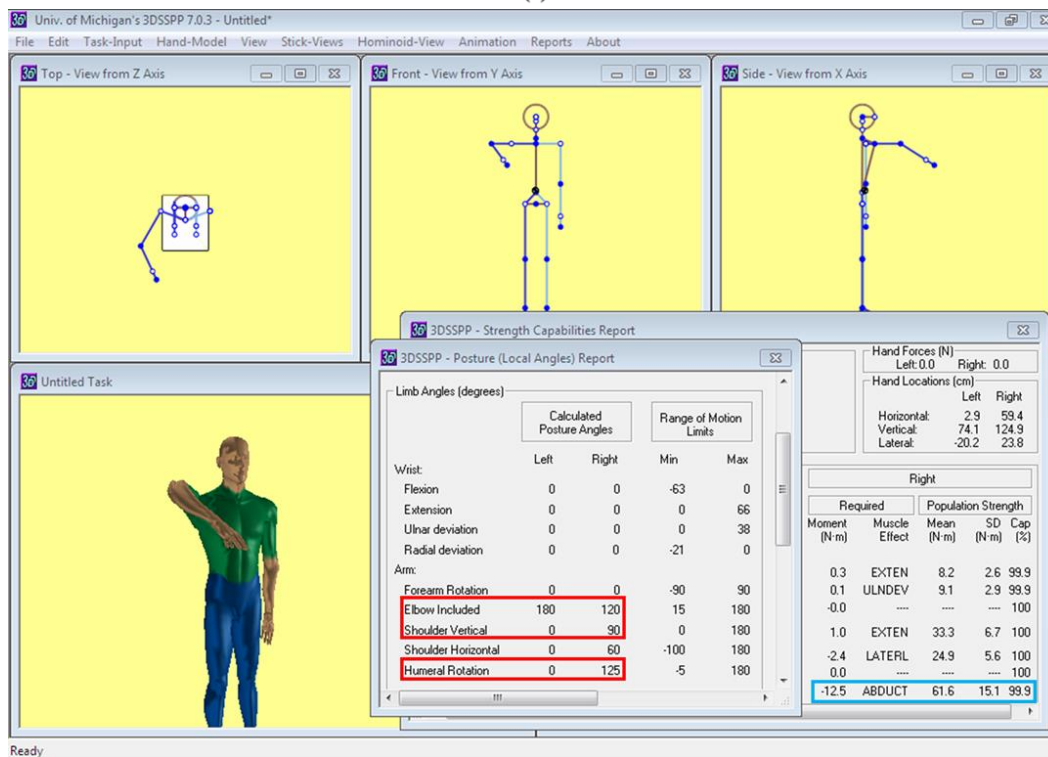 Univ. of Michigan's 3DSSPP 7.0.3 - Untitled*
File Edit Task-Input Hand-Model View Stick-Views Hominoid-View Animation Reports About
Top - View from Z Axis
Front - View from Y Axis
Side - View from X Axis
3DSSPP - Strength Capabilities Report
3DSSPP - Posture (Local Angles) Report
Untitled Task
Limb Angles (degrees)
Calculated Posture Angles
Range of Motion Limits
Left Right Min Max
Wrist:
Flexion 0 0 -63 0
Extension 0 0 0 66
Ulnar deviation 0 0 0 38
Radial deviation 0 0 -21 0
Arm:
Forearm Rotation 0 0 -90 90
Elbow Included 180 120 15 180
Shoulder Vertical 0 90 0 180
Shoulder Horizontal 0 60 -100 180
Humeral Rotation 0 125 -5 180
Hand Forces (N)
Left: 0.0 Right: 0.0
Hand Locations (cm)
Left Right
Horizontal: 2.9 59.4
Vertical: 74.1 124.9
Lateral: -20.2 23.8
Right
Required Population Strength
Moment Muscle Mean SD Cap
(N·m) Effect (N·m) (N·m) (%)
0.3 EXTEN 8.2 2.6 99.9
0.1 ULNDEV 9.1 2.9 99.9
-0.0 ---- ---- ---- 100
1.0 EXTEN 33.3 6.7 100
-2.4 LATERL 24.9 5.6 100
0.0 ---- ---- ---- 100
-12.5 ABDUCT 61.6 15.1 99.9
Ready